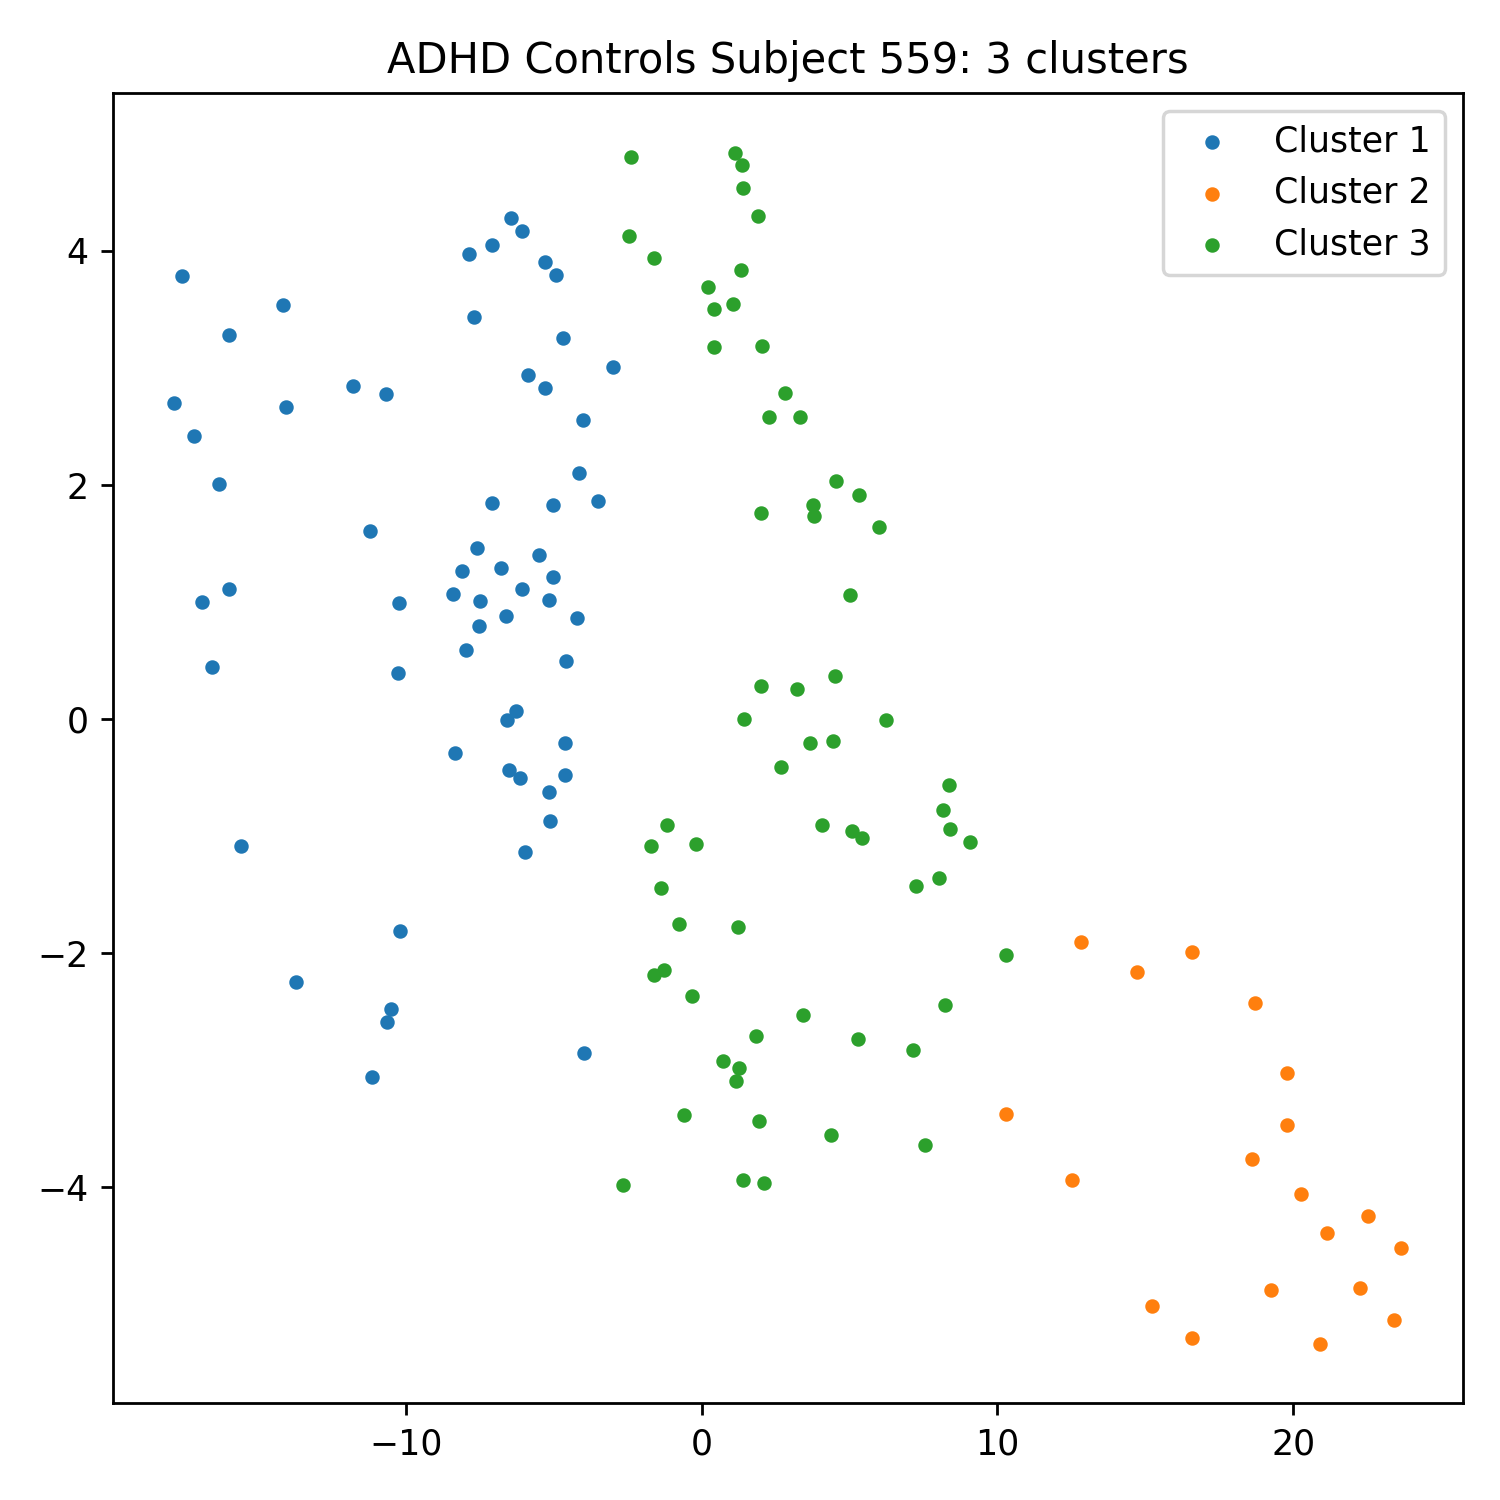 ADHD Controls Subject 559: 3 clusters
Cluster 1
Cluster 2
Cluster 3
4
2
0
−2
−4
−10 0 10 20